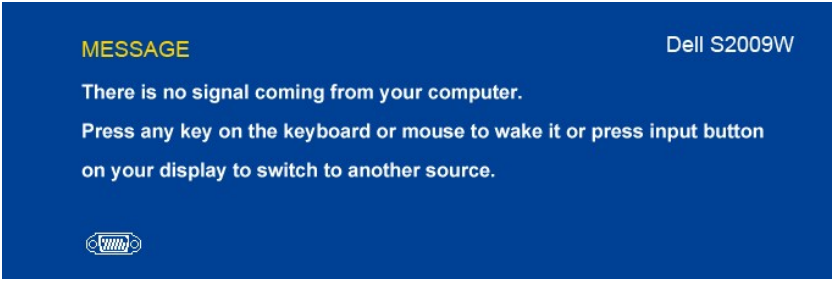 MESSAGE
Dell S2009W
There is no signal coming from your computer.
Press any key on the keyboard or mouse to wake it or press input button
on your display to switch to another source.